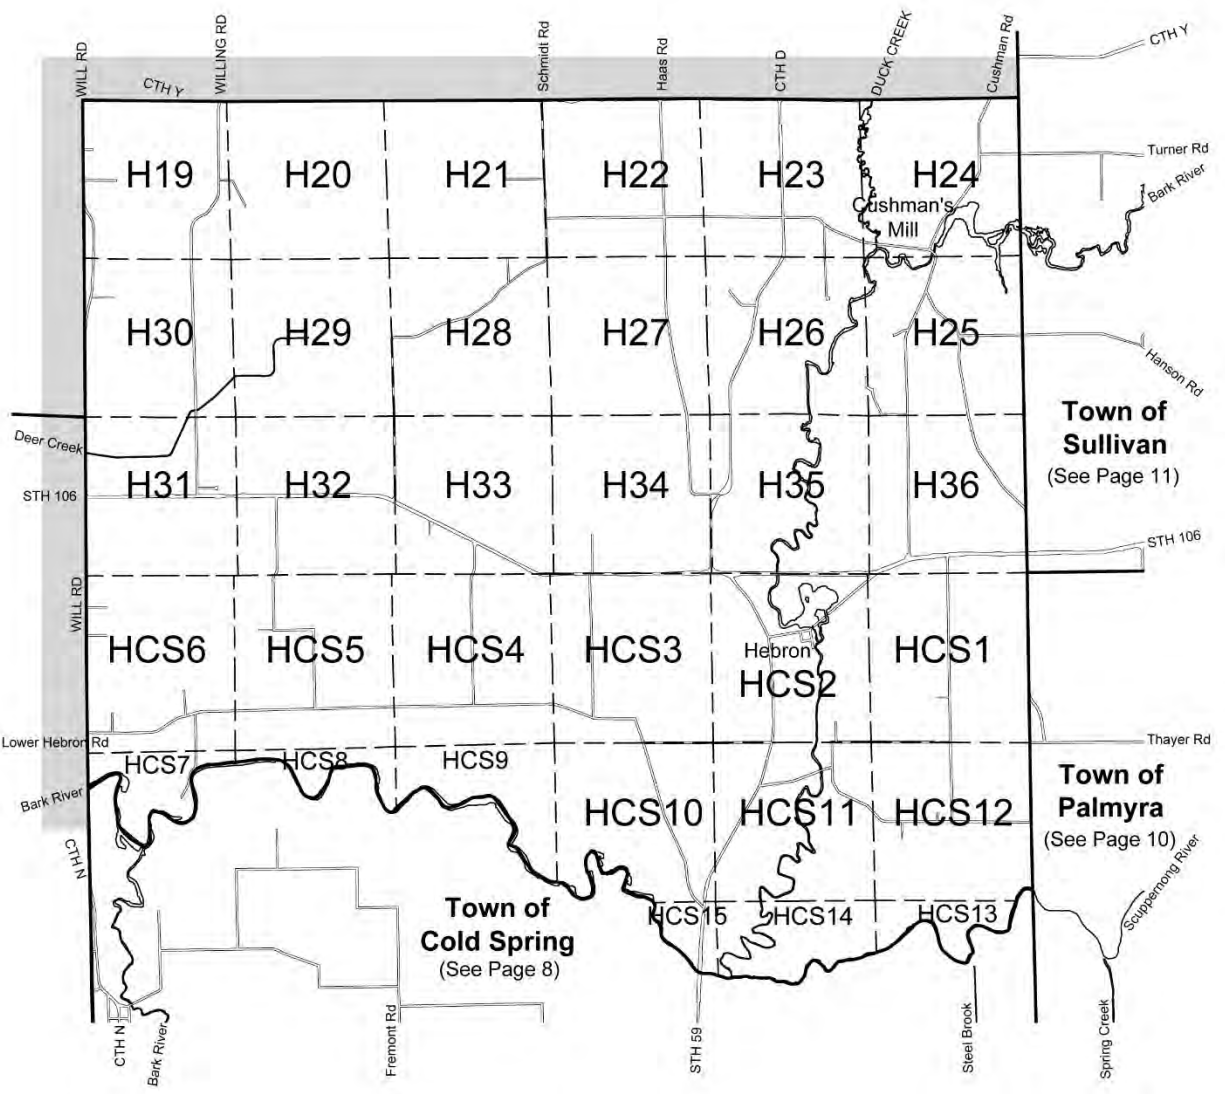 WILL RD
CTH Y
WILLING RD
Schmidt Rd
Haas Rd
CTH D
DUCK CREEK
Cushman Rd
CTH Y
Turner Rd
Bark River
H19
H20
H21
H22
H23
H24
Cushman's
Mill
H30
H29
H28
H27
H26
H25
Hanson Rd
Town of
Sullivan
(See Page 11)
Deer Creek
STH 106
H31
H32
H33
H34
H35
H36
STH 106
WILL RD
HCS6
HCS5
HCS4
HCS3
Hebron
HCS2
HCS1
Lower Hebron Rd
Thayer Rd
HCS7
HCS8
HCS9
HCS10
HCS11
HCS12
Town of
Palmyra
(See Page 10)
Bark River
CTH N
Town of
Cold Spring
(See Page 8)
HCS15
HCS14
HCS13
Scuppernong River
CTH N
Bark River
Fremont Rd
STH 59
Steel Brook
Spring Creek